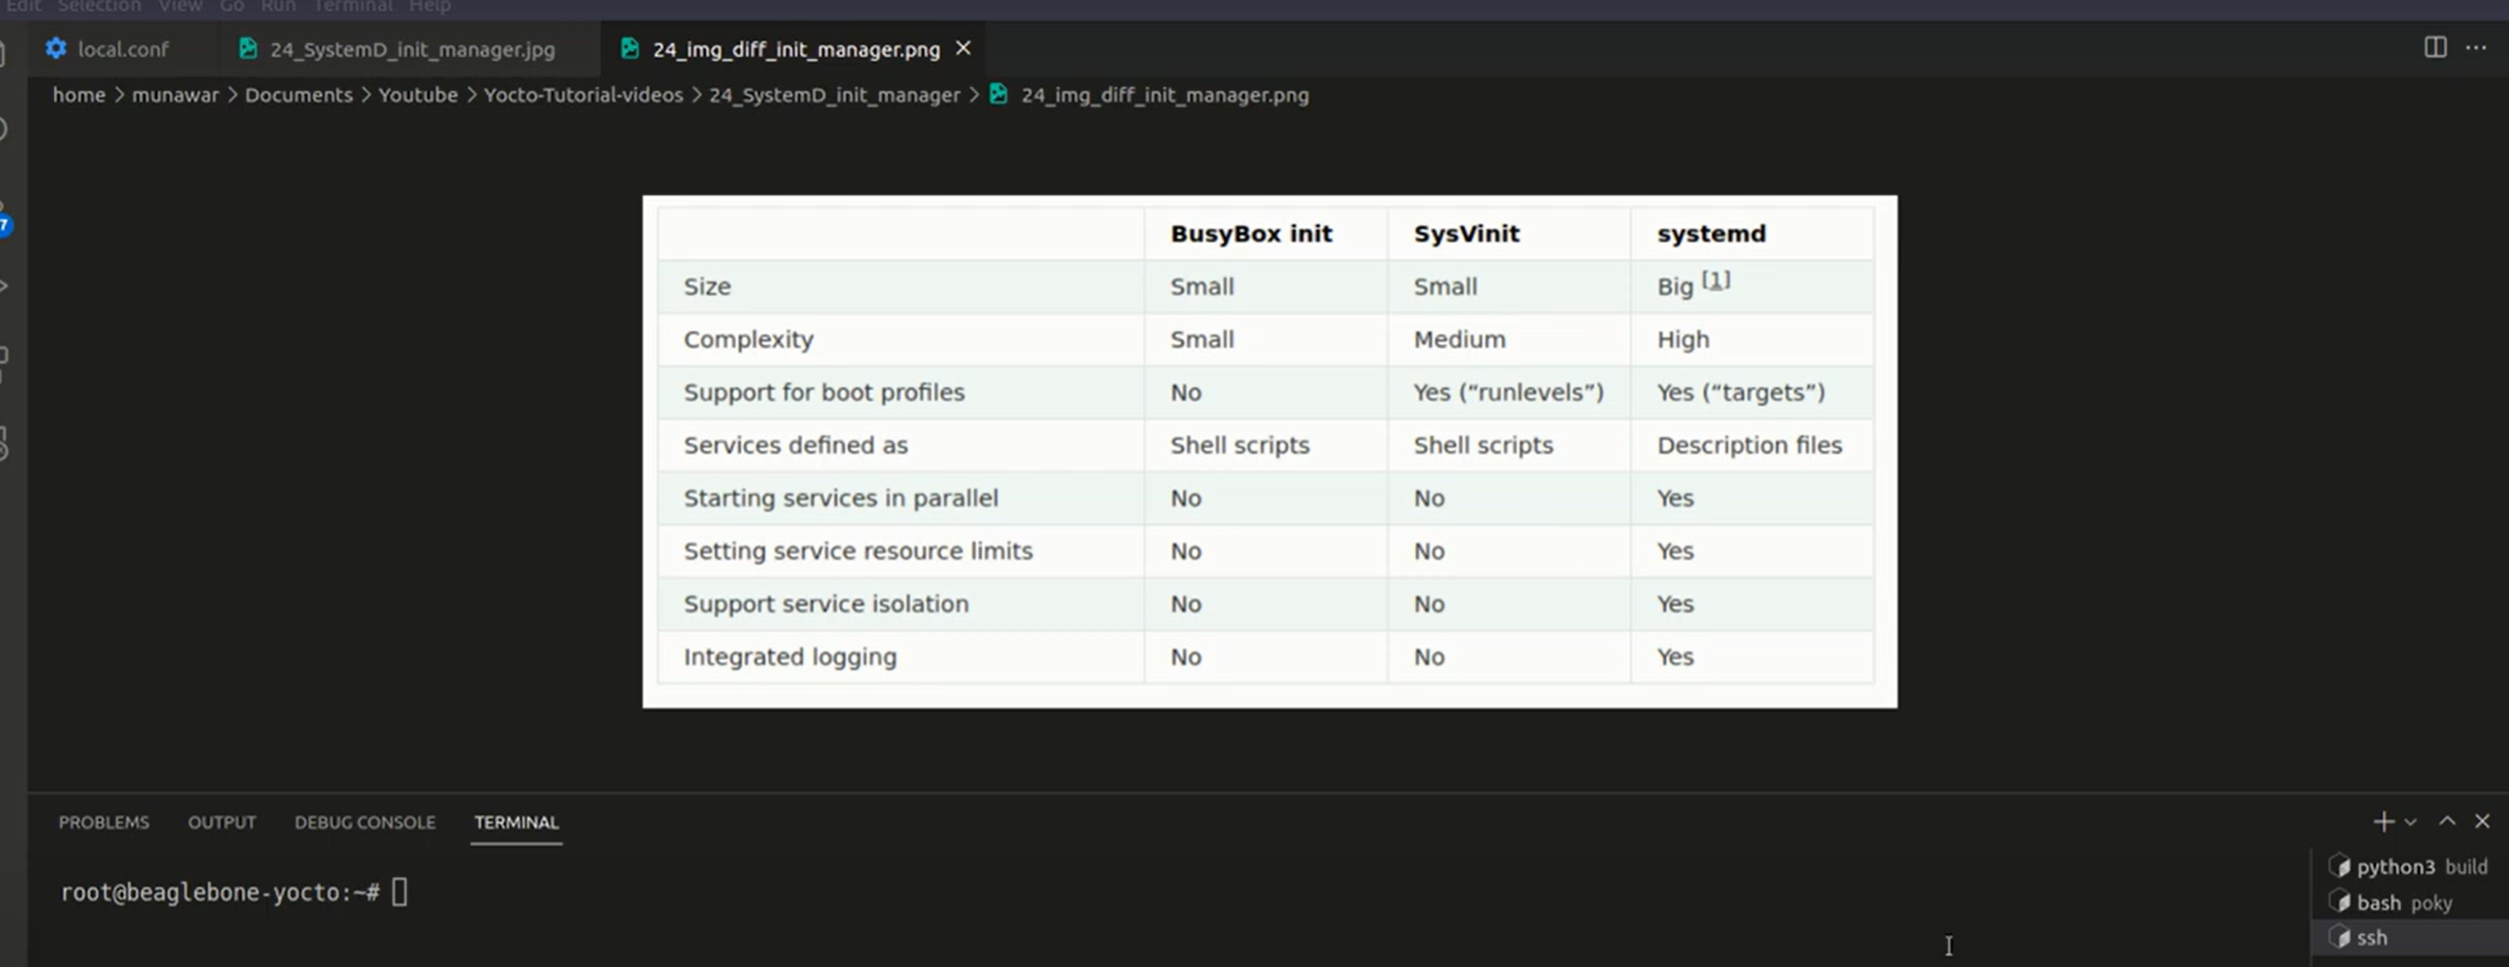 Edit Selection View Go Run Terminal Help
local.conf 24_SystemD_init_manager.jpg 24_img_diff_init_manager.png
home > munawar > Documents > Youtube > Yocto-Tutorial-videos > 24_SystemD_init_manager > 24_img_diff_init_manager.png
7
BusyBox init SysVinit systemd
Size Small Small Big [1]
Complexity Small Medium High
Support for boot profiles No Yes (“runlevels”) Yes (“targets”)
Services defined as Shell scripts Shell scripts Description files
Starting services in parallel No No Yes
Setting service resource limits No No Yes
Support service isolation No No Yes
Integrated logging No No Yes
PROBLEMS OUTPUT DEBUG CONSOLE TERMINAL
python3 build
root@beaglebone-yocto:~#
bash poky
ssh